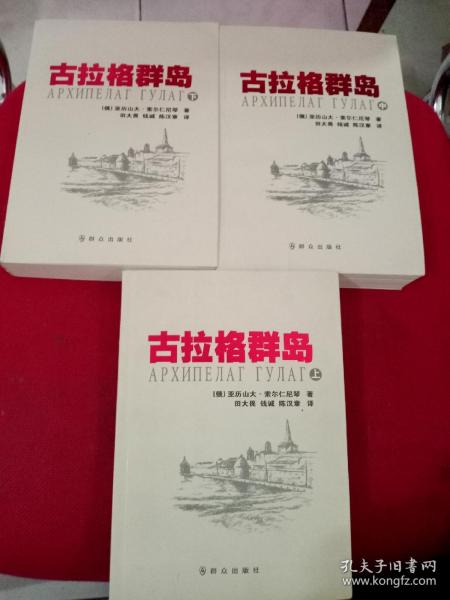 古拉格群岛
АРХИПЕЛАГ ГУЛАГ 下
〔俄〕亚历山大·索尔仁尼琴 著
田大畏 钱诚 陈汉章 译
群众出版社
古拉格群岛
АРХИПЕЛАГ ГУЛАГ 中
〔俄〕亚历山大·索尔仁尼琴 著
田大畏 钱诚 陈汉章 译
群众出版社
古拉格群岛
АРХИПЕЛАГ ГУЛАГ 上
〔俄〕亚历山大·索尔仁尼琴 著
田大畏 钱诚 陈汉章 译
群众出版社
孔夫子旧书网
www.kongfz.com